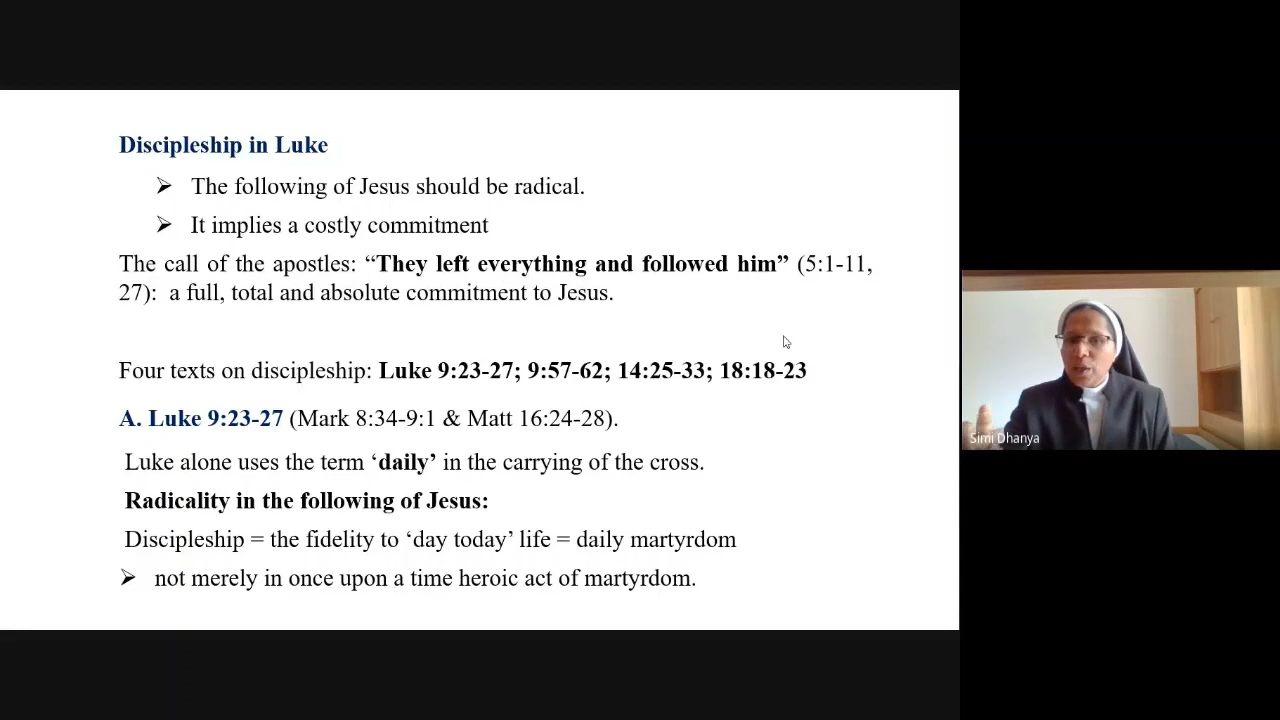 Discipleship in Luke
➢ The following of Jesus should be radical.
➢ It implies a costly commitment
The call of the apostles: “They left everything and followed him” (5:1-11,
27): a full, total and absolute commitment to Jesus.
Four texts on discipleship: Luke 9:23-27; 9:57-62; 14:25-33; 18:18-23
A. Luke 9:23-27 (Mark 8:34-9:1 & Matt 16:24-28).
Luke alone uses the term ‘daily’ in the carrying of the cross.
Radicality in the following of Jesus:
Discipleship = the fidelity to ‘day today’ life = daily martyrdom
➢ not merely in once upon a time heroic act of martyrdom.
Simi Dhanya